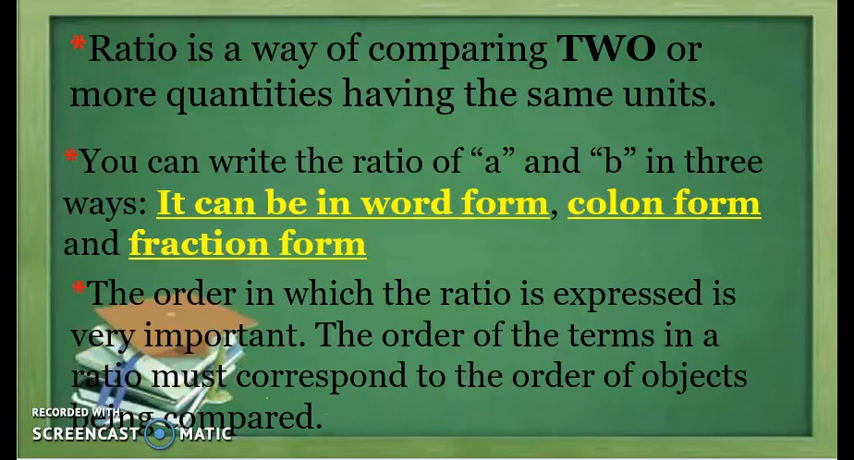 *Ratio is a way of comparing TWO or
more quantities having the same units.
*You can write the ratio of “a” and “b” in three
ways: It can be in word form, colon form
and fraction form
*The order in which the ratio is expressed is
very important. The order of the terms in a
ratio must correspond to the order of objects
being compared.
RECORDED WITH
SCREENCAST MATIC